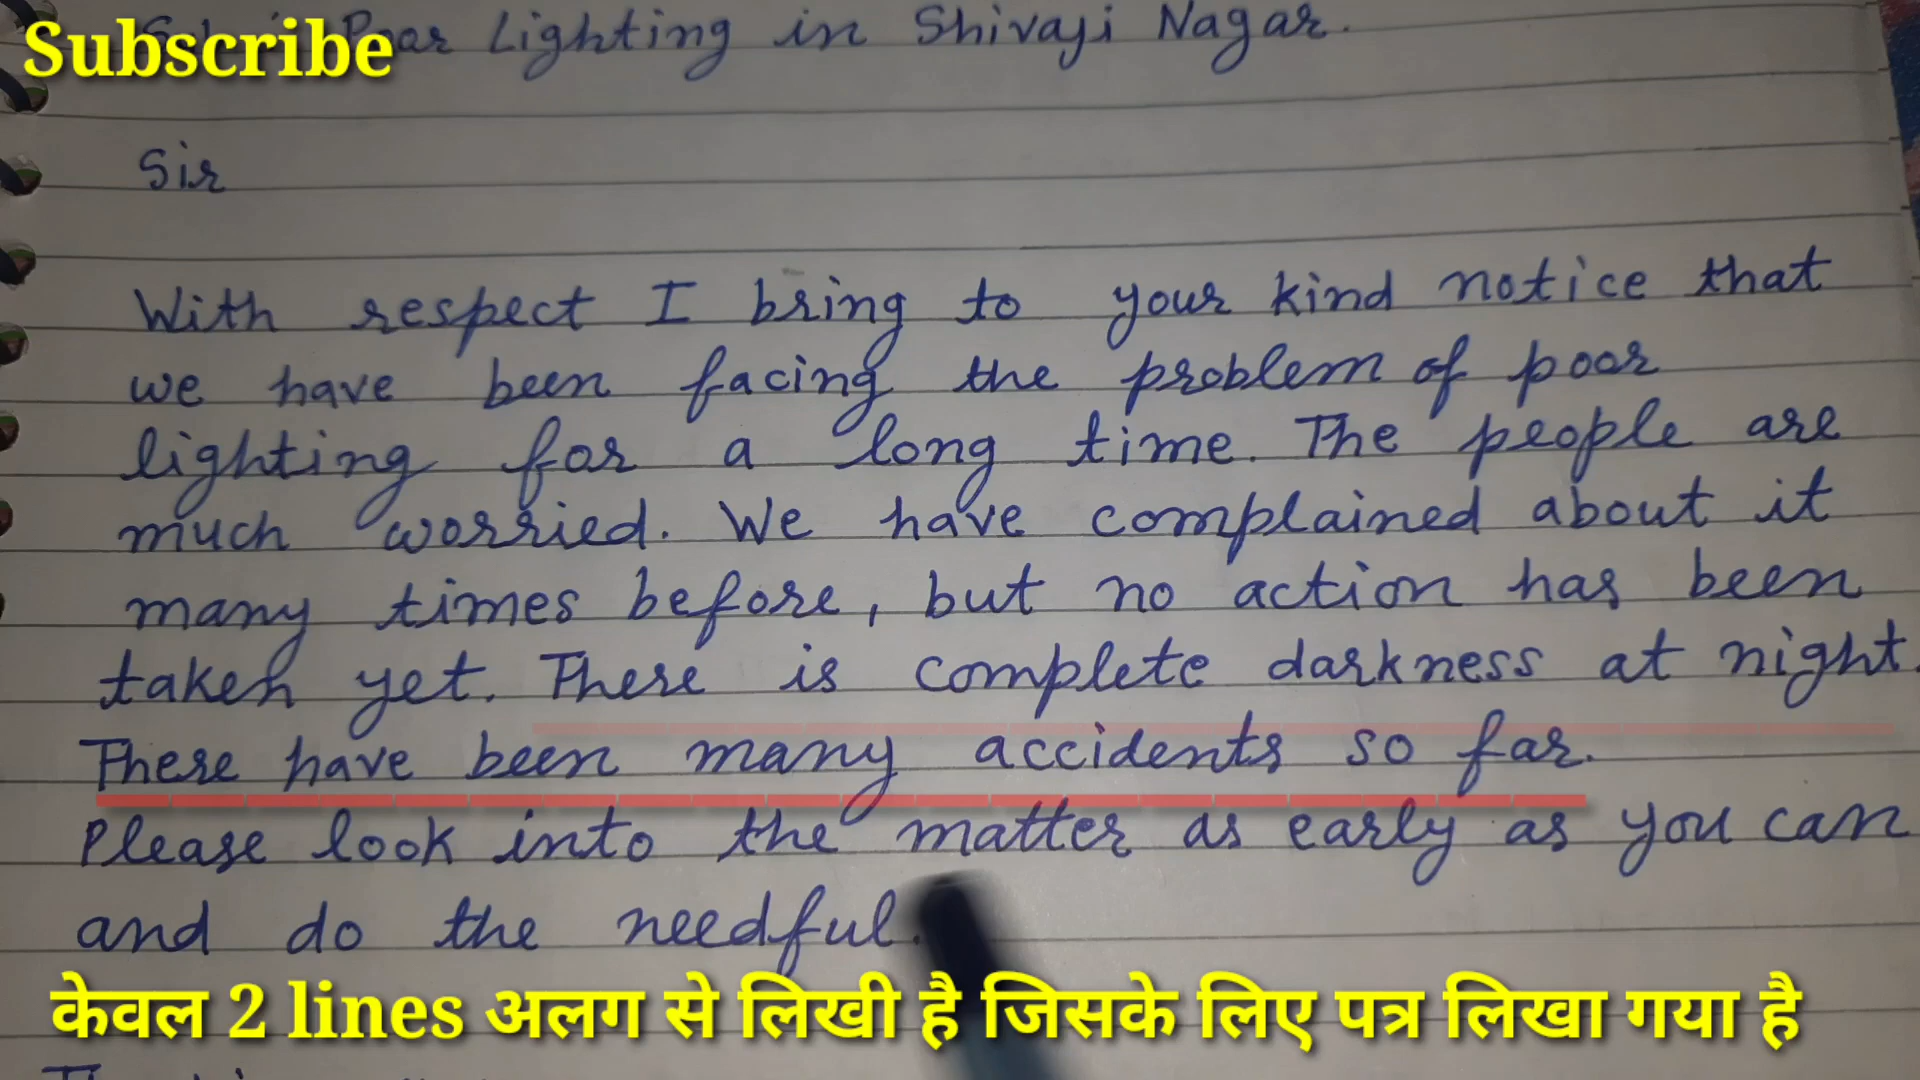 Subscribe
Poor Lighting in Shivaji Nagar.
Sir
With respect I bring to your kind notice that
we have been facing the problem of poor
lighting for a long time. The people are
much worried. We have complained about it
many times before, but no action has been
taken yet. There is complete darkness at night.
There have been many accidents so far.
Please look into the matter as early as you can
and do the needful.
केवल 2 lines अलग से लिखी है जिसके लिए पत्र लिखा गया है